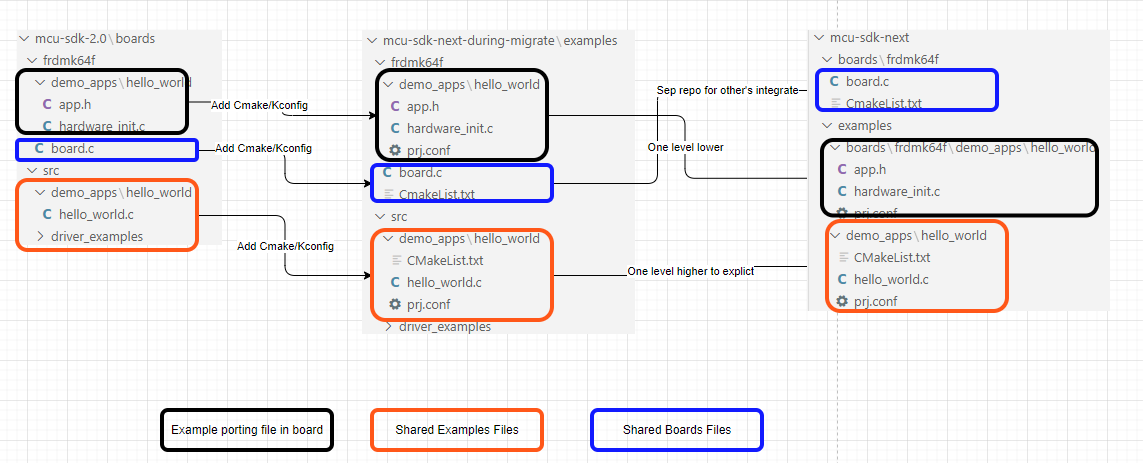 mcu-sdk-2.0\boards
frdmk64f
demo_apps\hello_world
C app.h
C hardware_init.c
C board.c
src
demo_apps\hello_world
C hello_world.c
driver_examples
Add Cmake/Kconfig
Add Cmake/Kconfig
Add Cmake/Kconfig
mcu-sdk-next-during-migrate\examples
frdmk64f
demo_apps\hello_world
C app.h
C hardware_init.c
prj.conf
C board.c
CmakeList.txt
src
demo_apps\hello_world
CMakeList.txt
C hello_world.c
prj.conf
driver_examples
Sep repo for other's integrate
One level lower
One level higher to explict
mcu-sdk-next
boards\frdmk64f
C board.c
CmakeList.txt
examples
boards\frdmk64f\demo_apps\hello_world
C app.h
C hardware_init.c
prj.conf
demo_apps\hello_world
CMakeList.txt
C hello_world.c
prj.conf
Example porting file in board
Shared Examples Files
Shared Boards Files